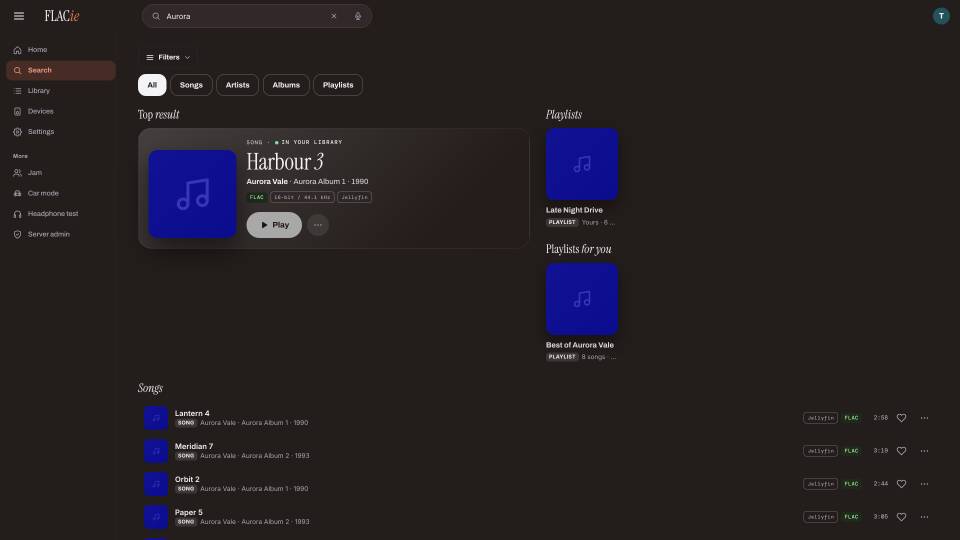 FLACie
Aurora
T
Home
Search
Library
Devices
Settings
More
Jam
Car mode
Headphone test
Server admin
Filters
All
Songs
Artists
Albums
Playlists
Top result
SONG · IN YOUR LIBRARY
Harbour 3
Aurora Vale · Aurora Album 1 · 1990
FLAC 16-bit / 44.1 kHz Jellyfin
Play
Playlists
Late Night Drive
PLAYLIST Yours · 6 ...
Playlists for you
Best of Aurora Vale
PLAYLIST 8 songs · ...
Songs
Lantern 4
SONG Aurora Vale · Aurora Album 1 · 1990
Jellyfin FLAC 2:58
Meridian 7
SONG Aurora Vale · Aurora Album 2 · 1993
Jellyfin FLAC 3:19
Orbit 2
SONG Aurora Vale · Aurora Album 1 · 1990
Jellyfin FLAC 2:44
Paper 5
SONG Aurora Vale · Aurora Album 2 · 1993
Jellyfin FLAC 3:05